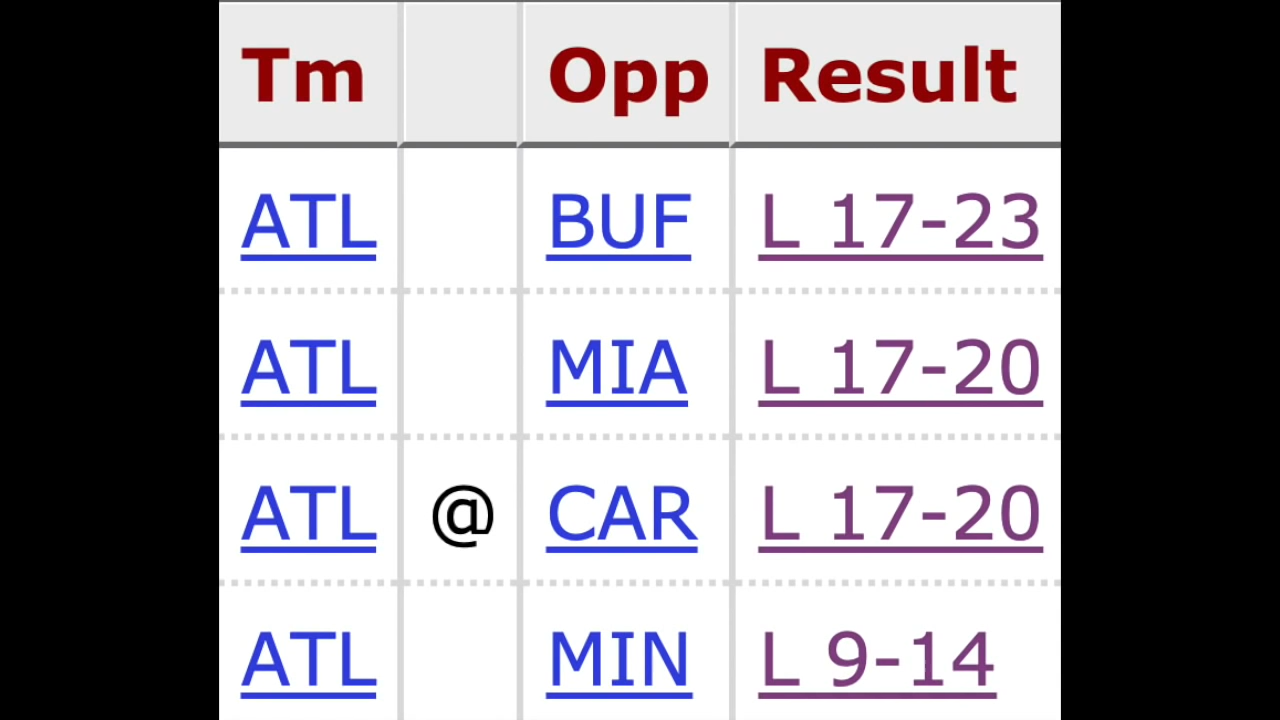 Tm Opp Result
ATL BUF L 17-23
ATL MIA L 17-20
ATL @ CAR L 17-20
ATL MIN L 9-14